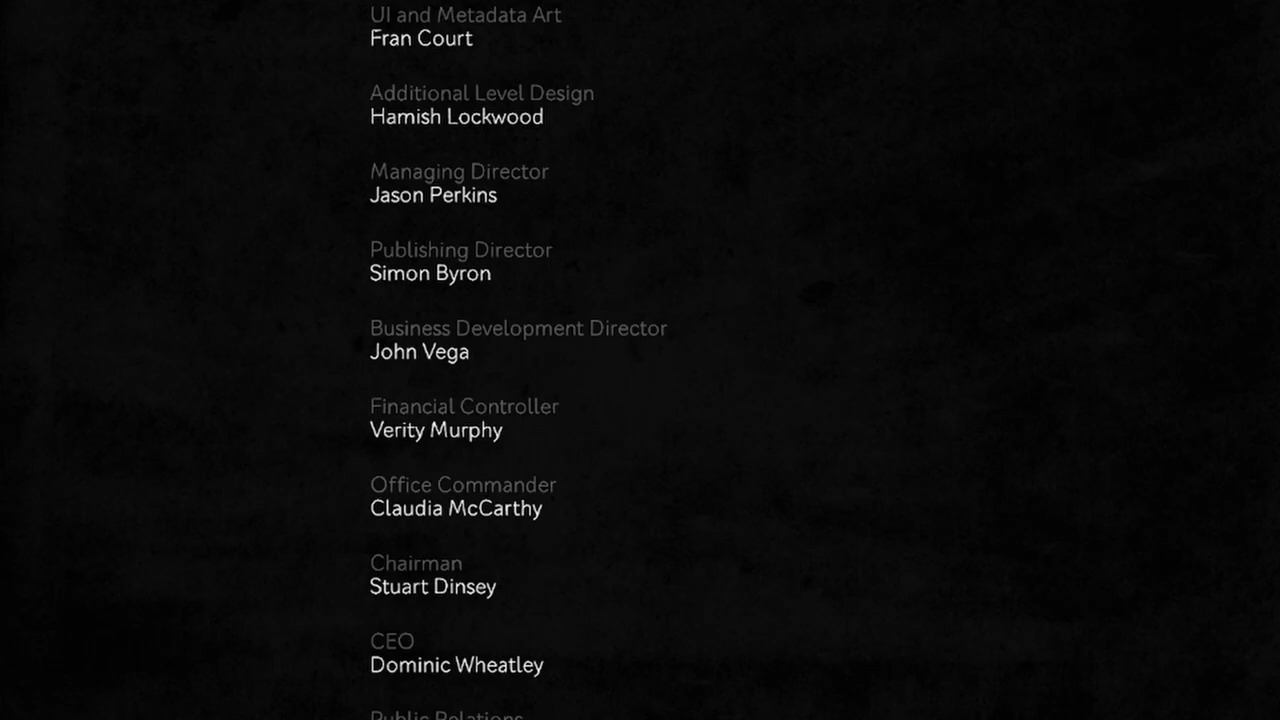 UI and Metadata Art
Fran Court
Additional Level Design
Hamish Lockwood
Managing Director
Jason Perkins
Publishing Director
Simon Byron
Business Development Director
John Vega
Financial Controller
Verity Murphy
Office Commander
Claudia McCarthy
Chairman
Stuart Dinsey
CEO
Dominic Wheatley
Public Relations